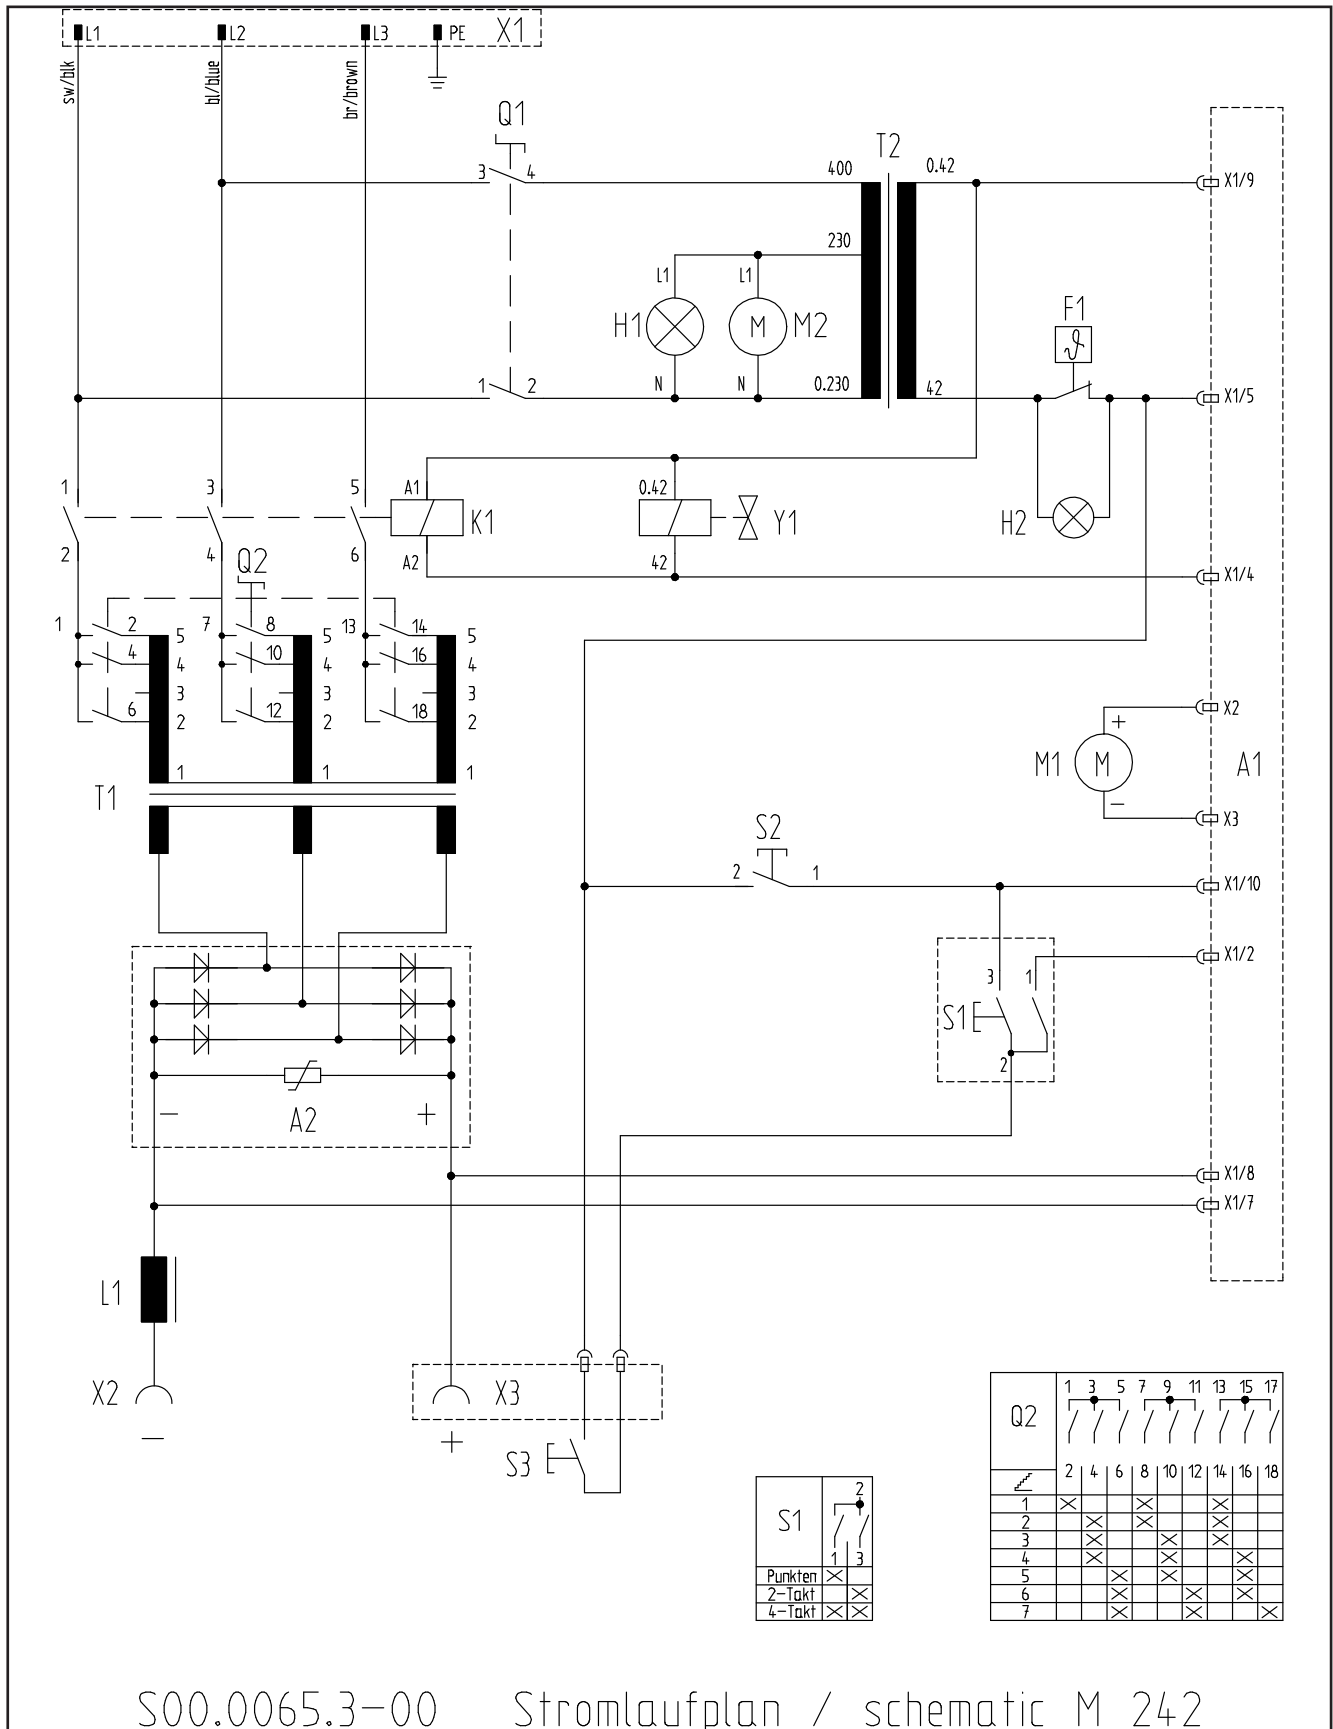 L1 L2 L3 PE X1
sw/blk bl/blue br/brown
Q1
3 4
T2
400 0.42 X1/9
230
L1 L1
H1 M M2
F1
ϑ
N N 0.230 42
1 2
X1/5
1 3 5 A1 0.42
K1 Y1 H2
2 4 6 A2 42
X1/4
Q2
1 2 5 7 8 5 13 14 5
4 4 10 4 16 4
3 3 3
6 2 12 2 18 2
1 1 1
T1
X2
+
M1 M A1
−
X3
S2
2 1
X1/10
X1/2
3 1
S1
2
− A2 +
X1/8
X1/7
L1
X2 X3
− +
S3
S1
2
1 3
Punkten X
2-Takt X
4-Takt X X
Q2
1 3 5 7 9 11 13 15 17
2 4 6 8 10 12 14 16 18
1 X X X
2 X X X
3 X X X
4 X X X
5 X X X
6 X X X
7 X X X
S00.0065.3-00 Stromlaufplan / schematic M 242